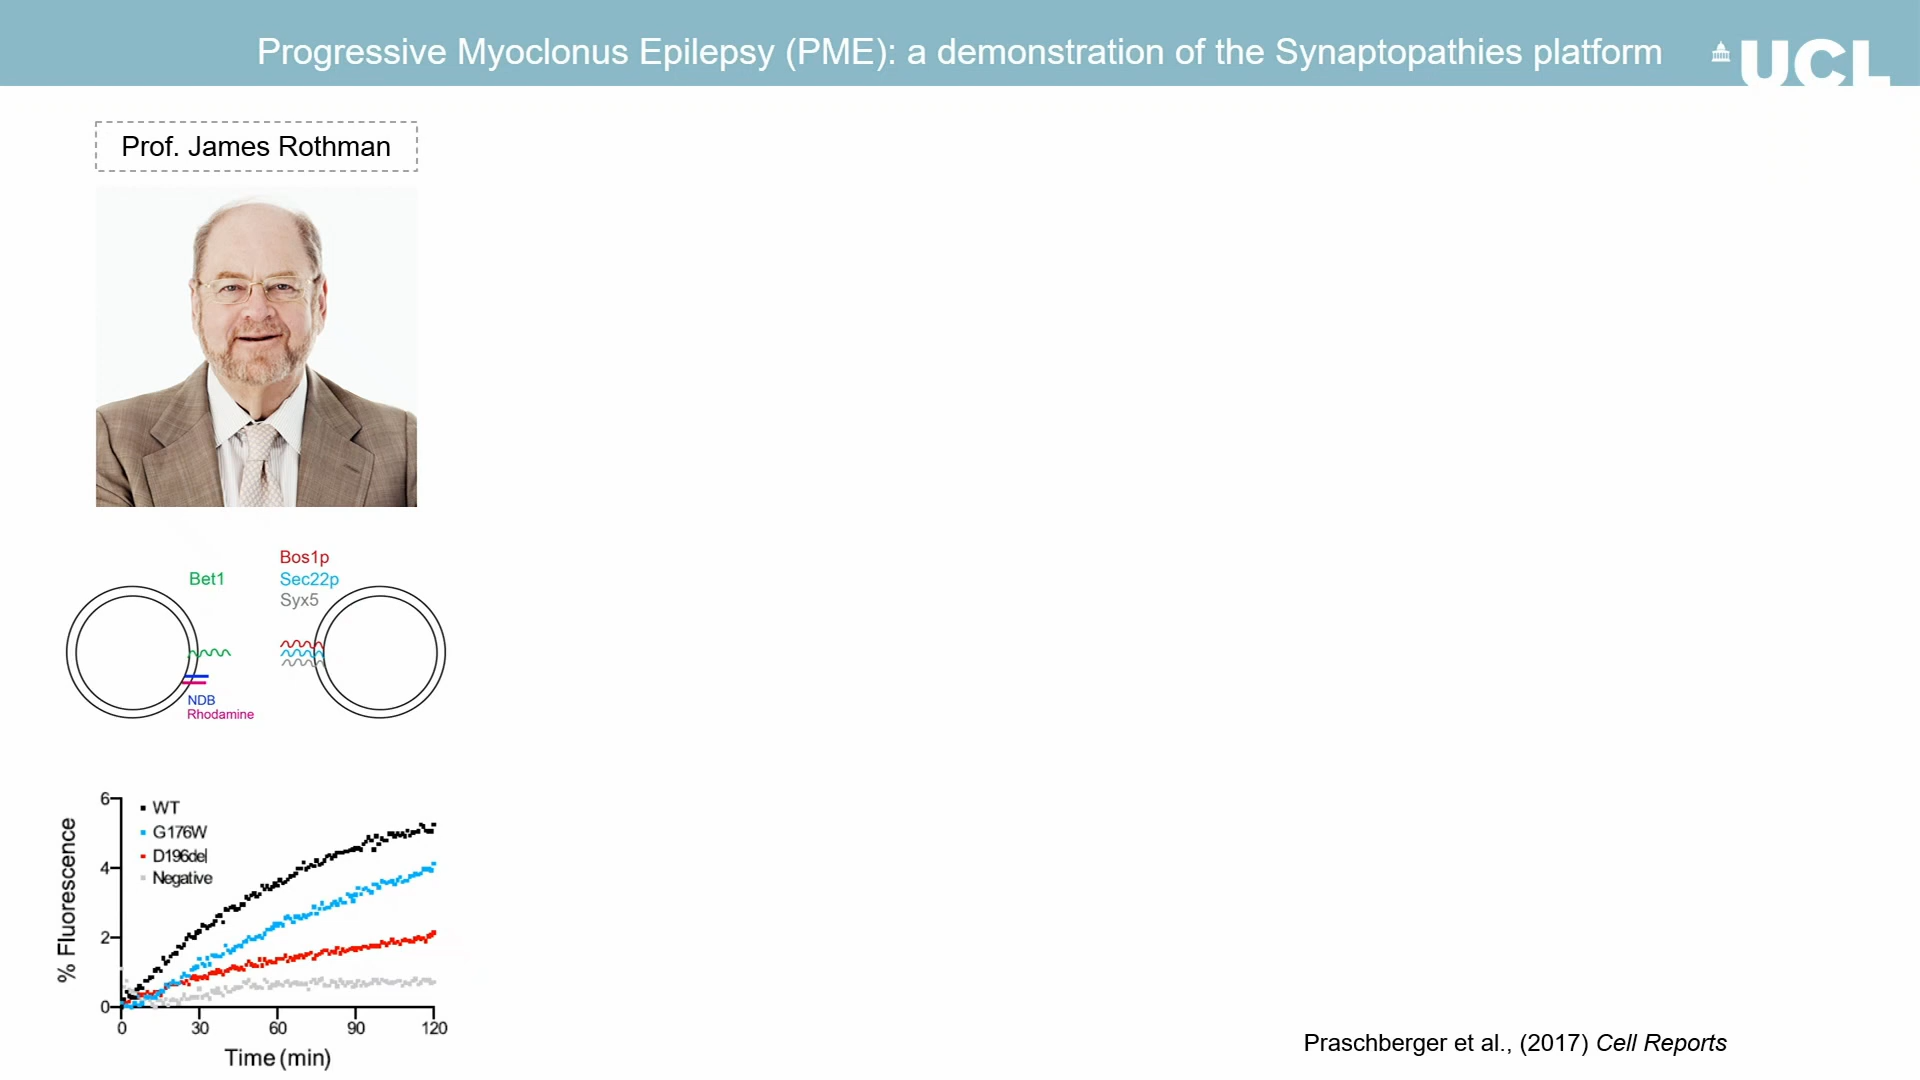 Progressive Myoclonus Epilepsy (PME): a demonstration of the Synaptopathies platform
UCL
Prof. James Rothman
Bos1p
Bet1
Sec22p
Syx5
NDB
Rhodamine
6
WT
G176W
D196del
4
Negative
2
0
% Fluorescence
0 30 60 90 120
Time (min)
Praschberger et al., (2017) Cell Reports